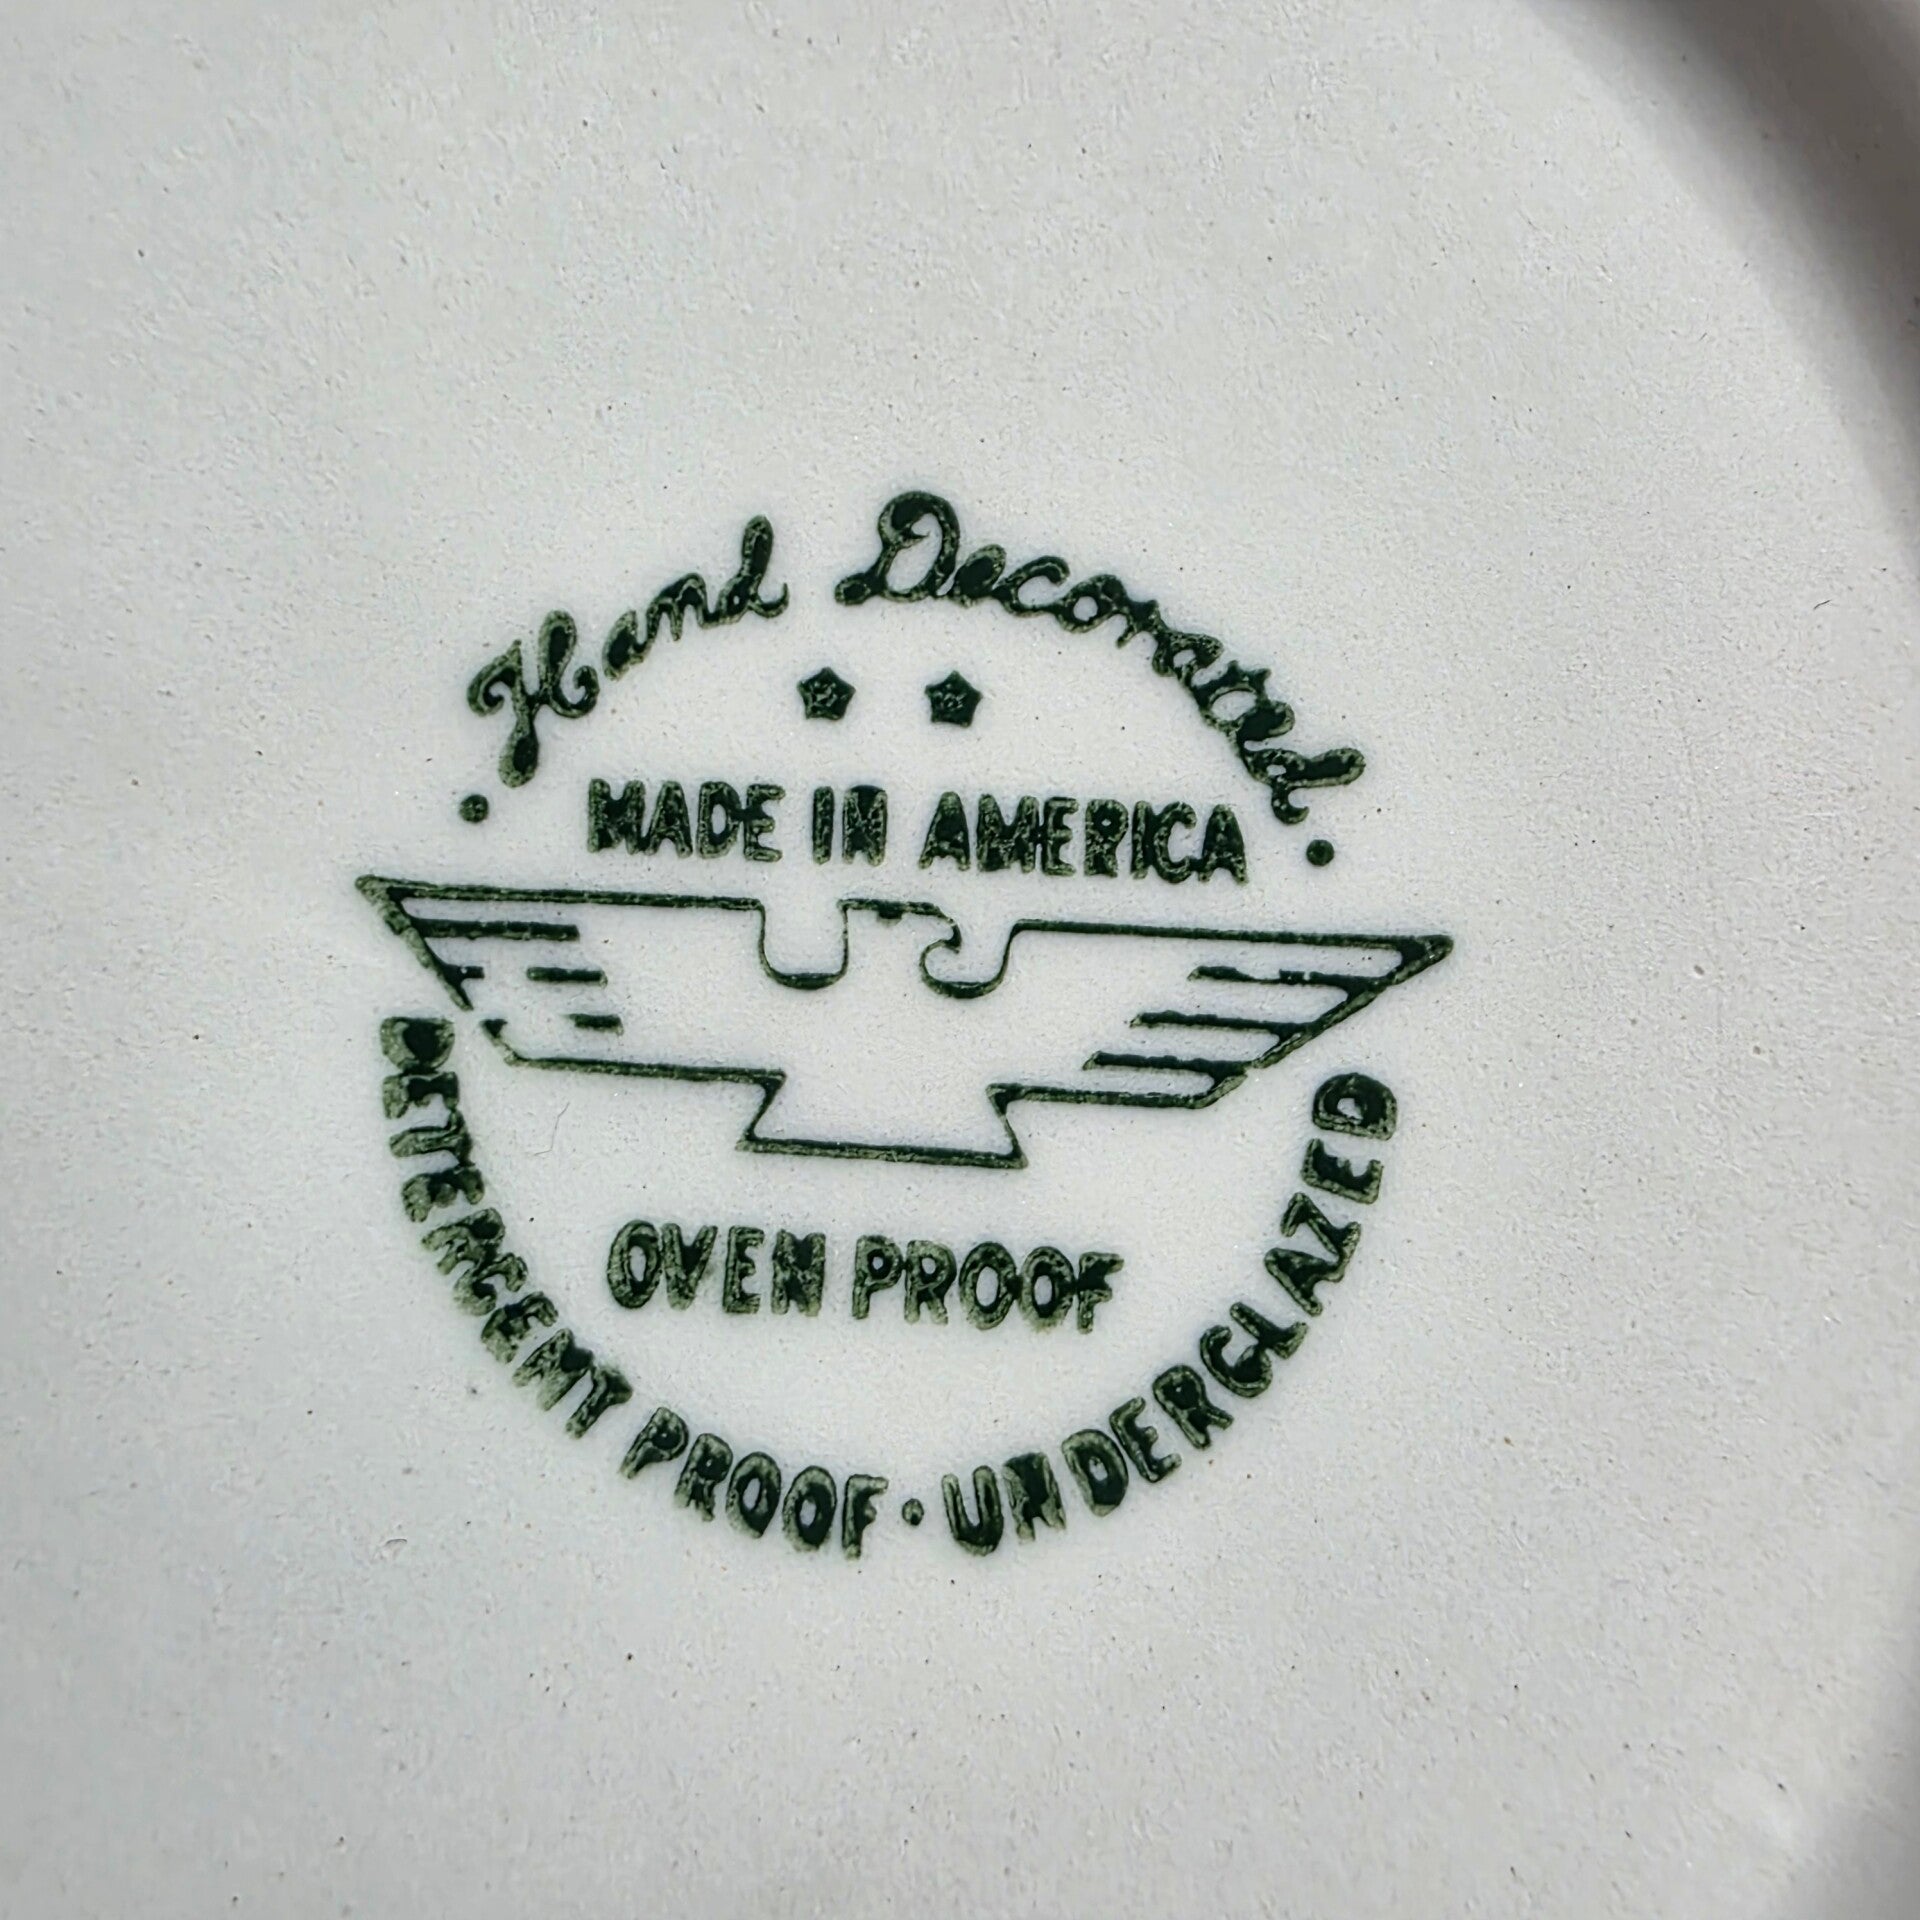 Hand Decorated
MADE IN AMERICA
OVEN PROOF
DETERGENT PROOF · UNDERGLAZED